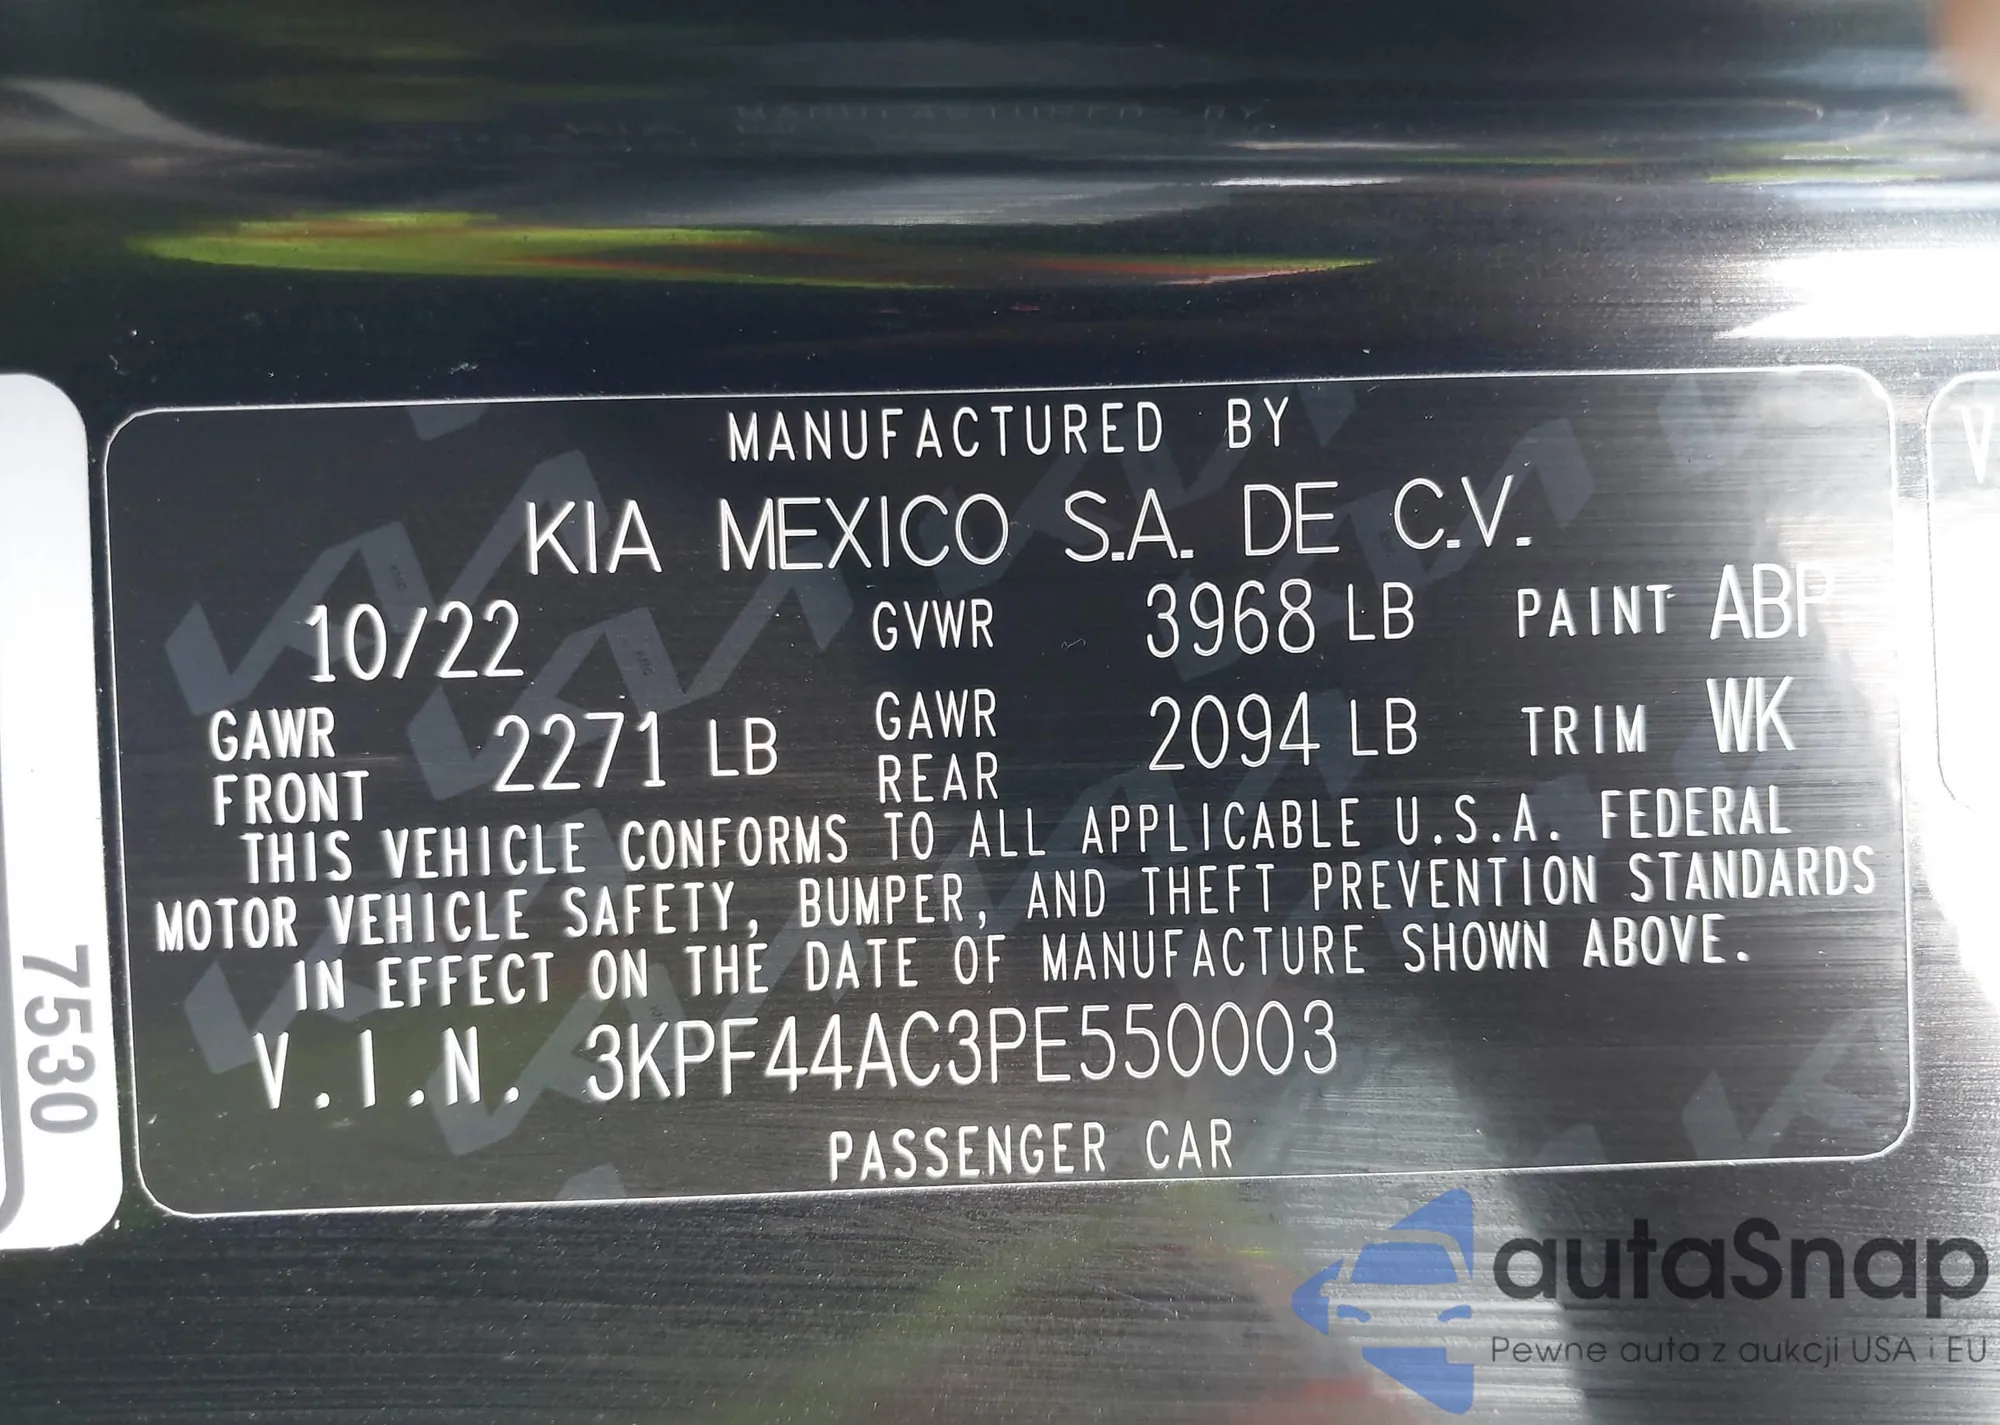 MANUFACTURED BY
KIA MEXICO S.A. DE C.V.
10/22 GVWR 3968 LB PAINT ABP
GAWR FRONT 2271 LB GAWR REAR 2094 LB TRIM WK
THIS VEHICLE CONFORMS TO ALL APPLICABLE U.S.A. FEDERAL
MOTOR VEHICLE SAFETY, BUMPER, AND THEFT PREVENTION STANDARDS
IN EFFECT ON THE DATE OF MANUFACTURE SHOWN ABOVE.
V.I.N. 3KPF44AC3PE550003
PASSENGER CAR
7530
V
autaSnap
Pewne auta z aukcji USA i EU